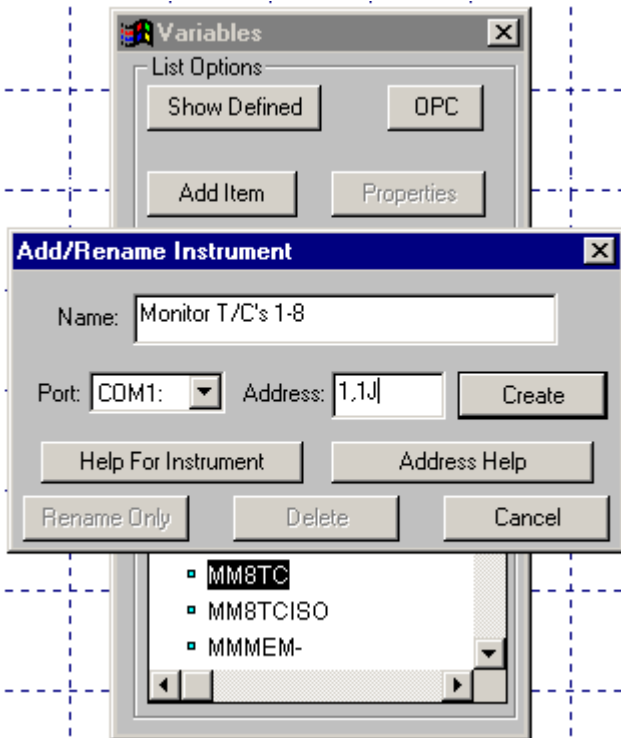 Variables
List Options
Show Defined OPC
Add Item Properties
Add/Rename Instrument
Name: Monitor T/C's 1-8
Port: COM1: Address: 1,1J Create
Help For Instrument Address Help
Rename Only Delete Cancel
MM8TC
MM8TCISO
MMMEM-